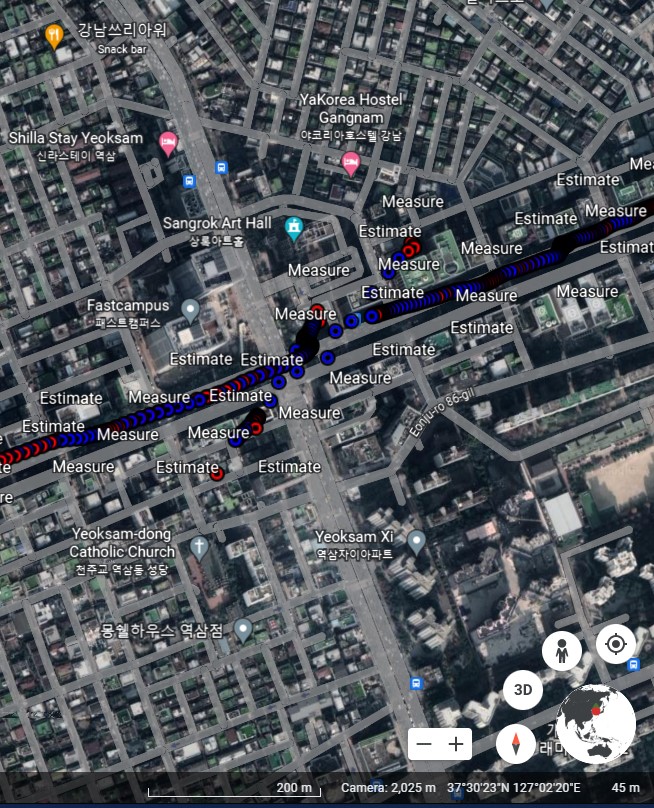 강남쓰리아워
Snack bar
YaKorea Hostel
Gangnam
야코리아호스텔 강남
Shilla Stay Yeoksam
신라스테이 역삼
Me
Estimate
Measure
Estimate
Measure
Sangrok Art Hall
상록아트홀
Estimate
Measure
Estimat
Measure
Measure
Estimate
Measure
Measure
Fastcampus
패스트캠퍼스
Measure
Estimate
Estimate
Estimate
Estimate
Measure
Estimate
Measure
Estimate
Measure
Eonju-ro 86-gil
Estimate
Measure
Measure
te
Measure
Estimate
Estimate
re
Yeoksam-dong
Catholic Church
천주교 역삼동 성당
Yeoksam Xi
역삼자이아파트
몽쉘하우스 역삼점
3D
200 m
Camera: 2,025 m
37°30'23"N 127°02'20"E
45 m